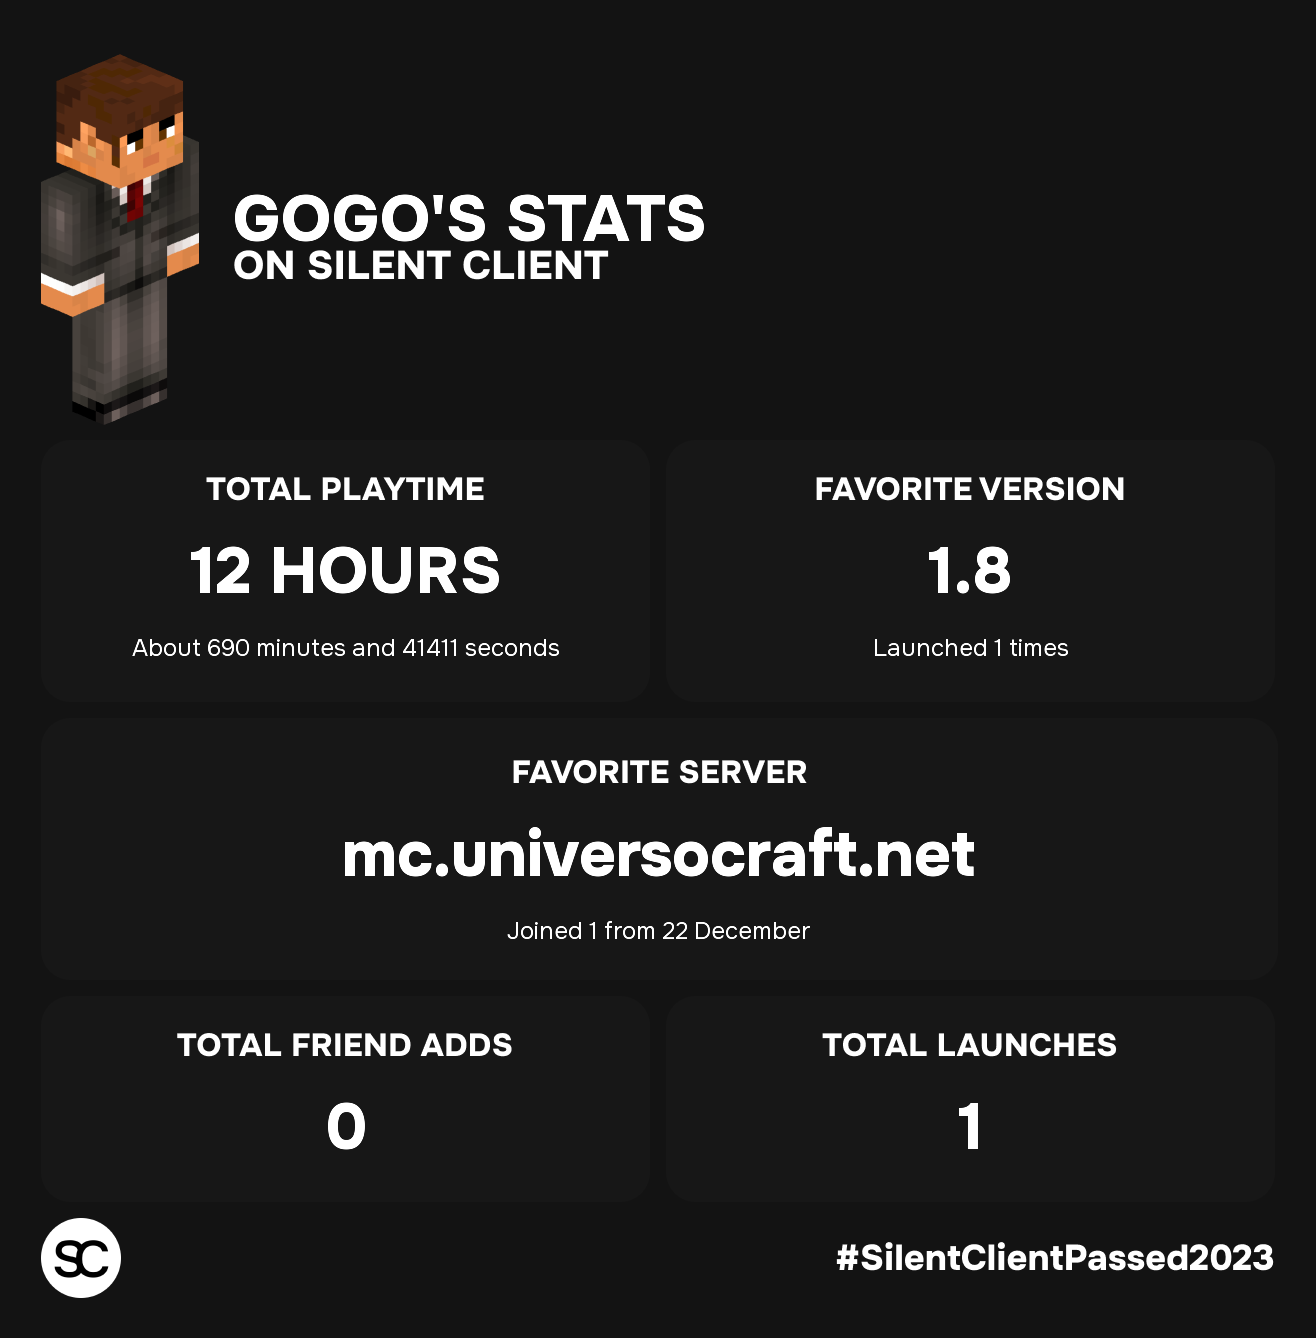 GOGO'S STATS
ON SILENT CLIENT
TOTAL PLAYTIME
12 HOURS
About 690 minutes and 41411 seconds
FAVORITE VERSION
1.8
Launched 1 times
FAVORITE SERVER
mc.universocraft.net
Joined 1 from 22 December
TOTAL FRIEND ADDS
0
TOTAL LAUNCHES
1
SC
#SilentClientPassed2023